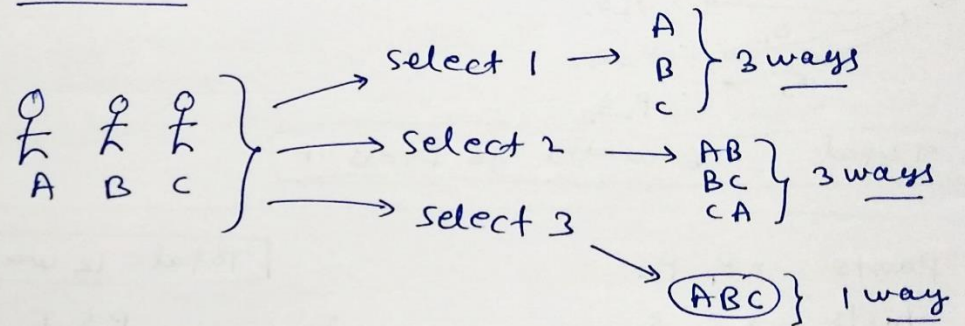 select 1 → A
B
C } 3 ways
A B C
select 2 → AB
BC
CA } 3 ways
select 3
ABC } 1 way